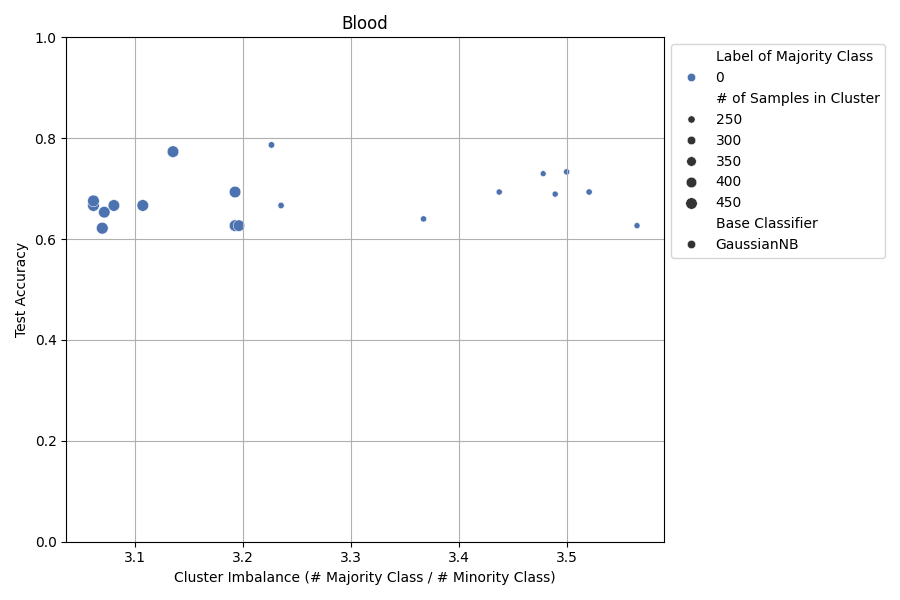 Blood
1.0
0.8
0.6
0.4
0.2
0.0
Test Accuracy
3.1 3.2 3.3 3.4 3.5
Cluster Imbalance (# Majority Class / # Minority Class)
Label of Majority Class
0
# of Samples in Cluster
250
300
350
400
450
Base Classifier
GaussianNB